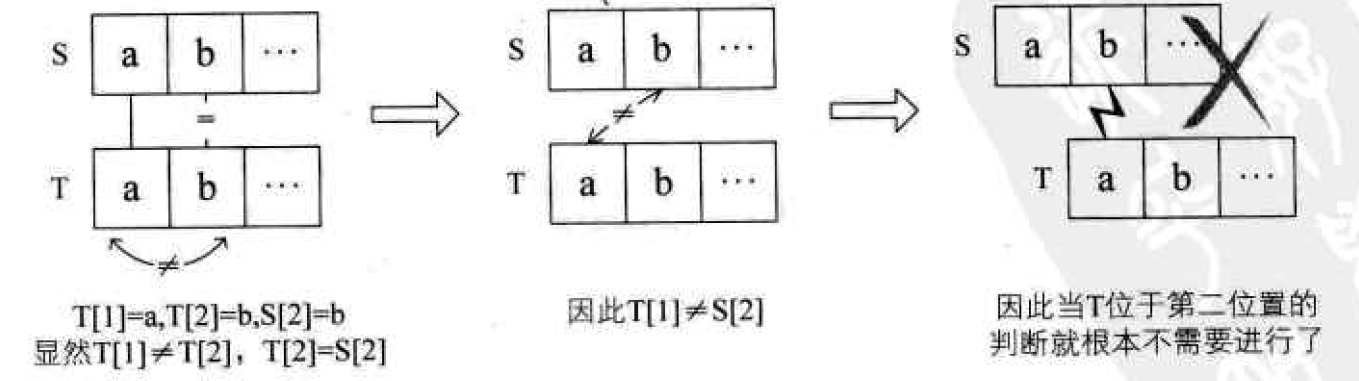 S a b ···
=
T a b ···
≠
T[1]=a,T[2]=b,S[2]=b
显然T[1]≠T[2]，T[2]=S[2]
S a b ···
≠
T a b ···
因此T[1]≠S[2]
S a b ···
T a b ···
因此当T位于第二位置的
判断就根本不需要进行了